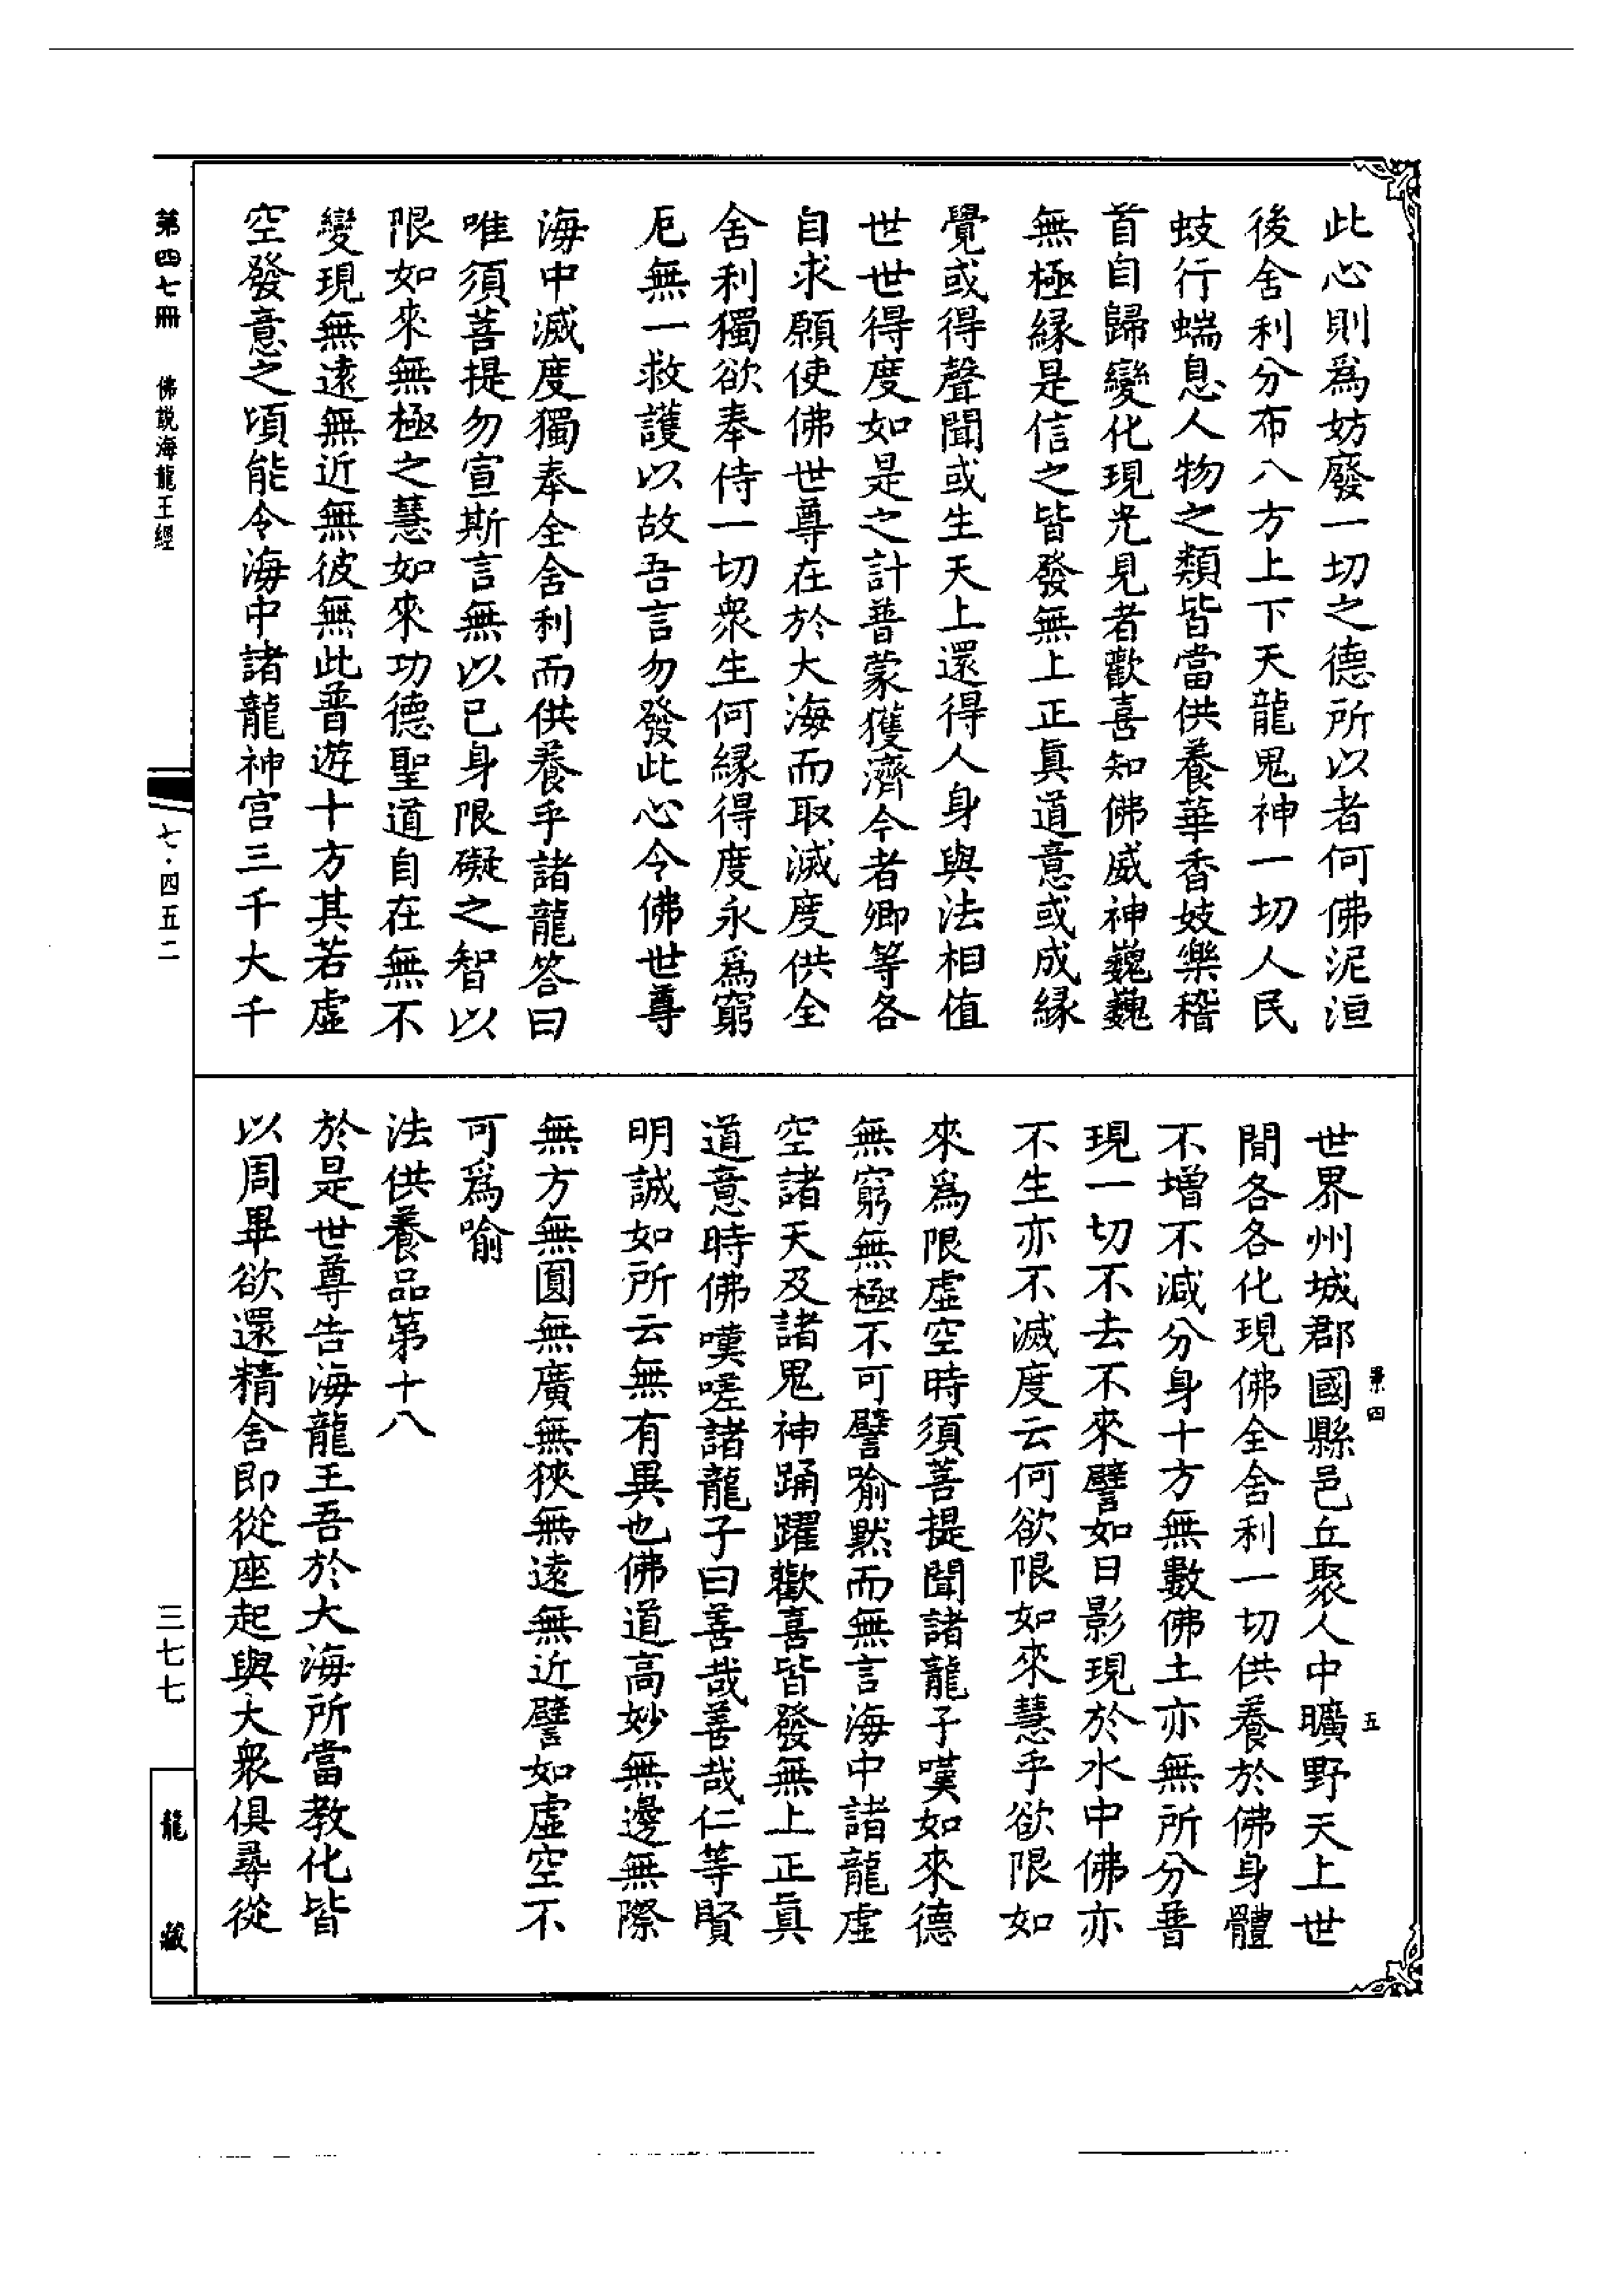 此心則爲妨廢一切之德所以者何佛泥洹
後舍利分布八方上下天龍鬼神一切人民
蚑行蝡息人物之類皆當供養華香妓樂稽
首自歸變化現光見者歡喜知佛威神巍巍
無極緣是信之皆發無上正眞道意或成緣
覺或得聲聞或生天上還得人身與法相值
世世得度如是之計普蒙獲濟今者卿等各
自求願使佛世尊在於大海而取滅度供全
舍利獨欲奉侍一切衆生何緣得度永爲窮
厄無一救護以故吾言勿發此心令佛世尊
海中滅度獨奉全舍利而供養乎諸龍答曰
唯須菩提勿宣斯言無以已身限礙之智以
限如來無極之慧如來功德聖道自在無不
變現無遠無近無彼無此普遊十方其若虛
空發意之頃能令海中諸龍神宮三千大千
世界州城郡國縣邑丘聚人中曠野天上世
間各各化現佛全舍利一切供養於佛身體
不增不減分身十方無數佛土亦無所分普
現一切不去不來譬如日影現於水中佛亦
不生亦不滅度云何欲限如來慧乎欲限如
來爲限虛空時須菩提聞諸龍子嘆如來德
無窮無極不可譬喻默而無言海中諸龍虛
空諸天及諸鬼神踊躍歡喜皆發無上正眞
道意時佛嘆嗟諸龍子曰善哉善哉仁等賢
明誠如所云無有異也佛道高妙無邊無際
無方無圓無廣無狹無遠無近譬如虛空不
可爲喻
法供養品第十八
於是世尊告海龍王吾於大海所當教化皆
以周畢欲還精舍即從座起與大衆俱尋從
景四
五
第四七冊 佛說海龍王經
七·四五二
三七七
龍藏